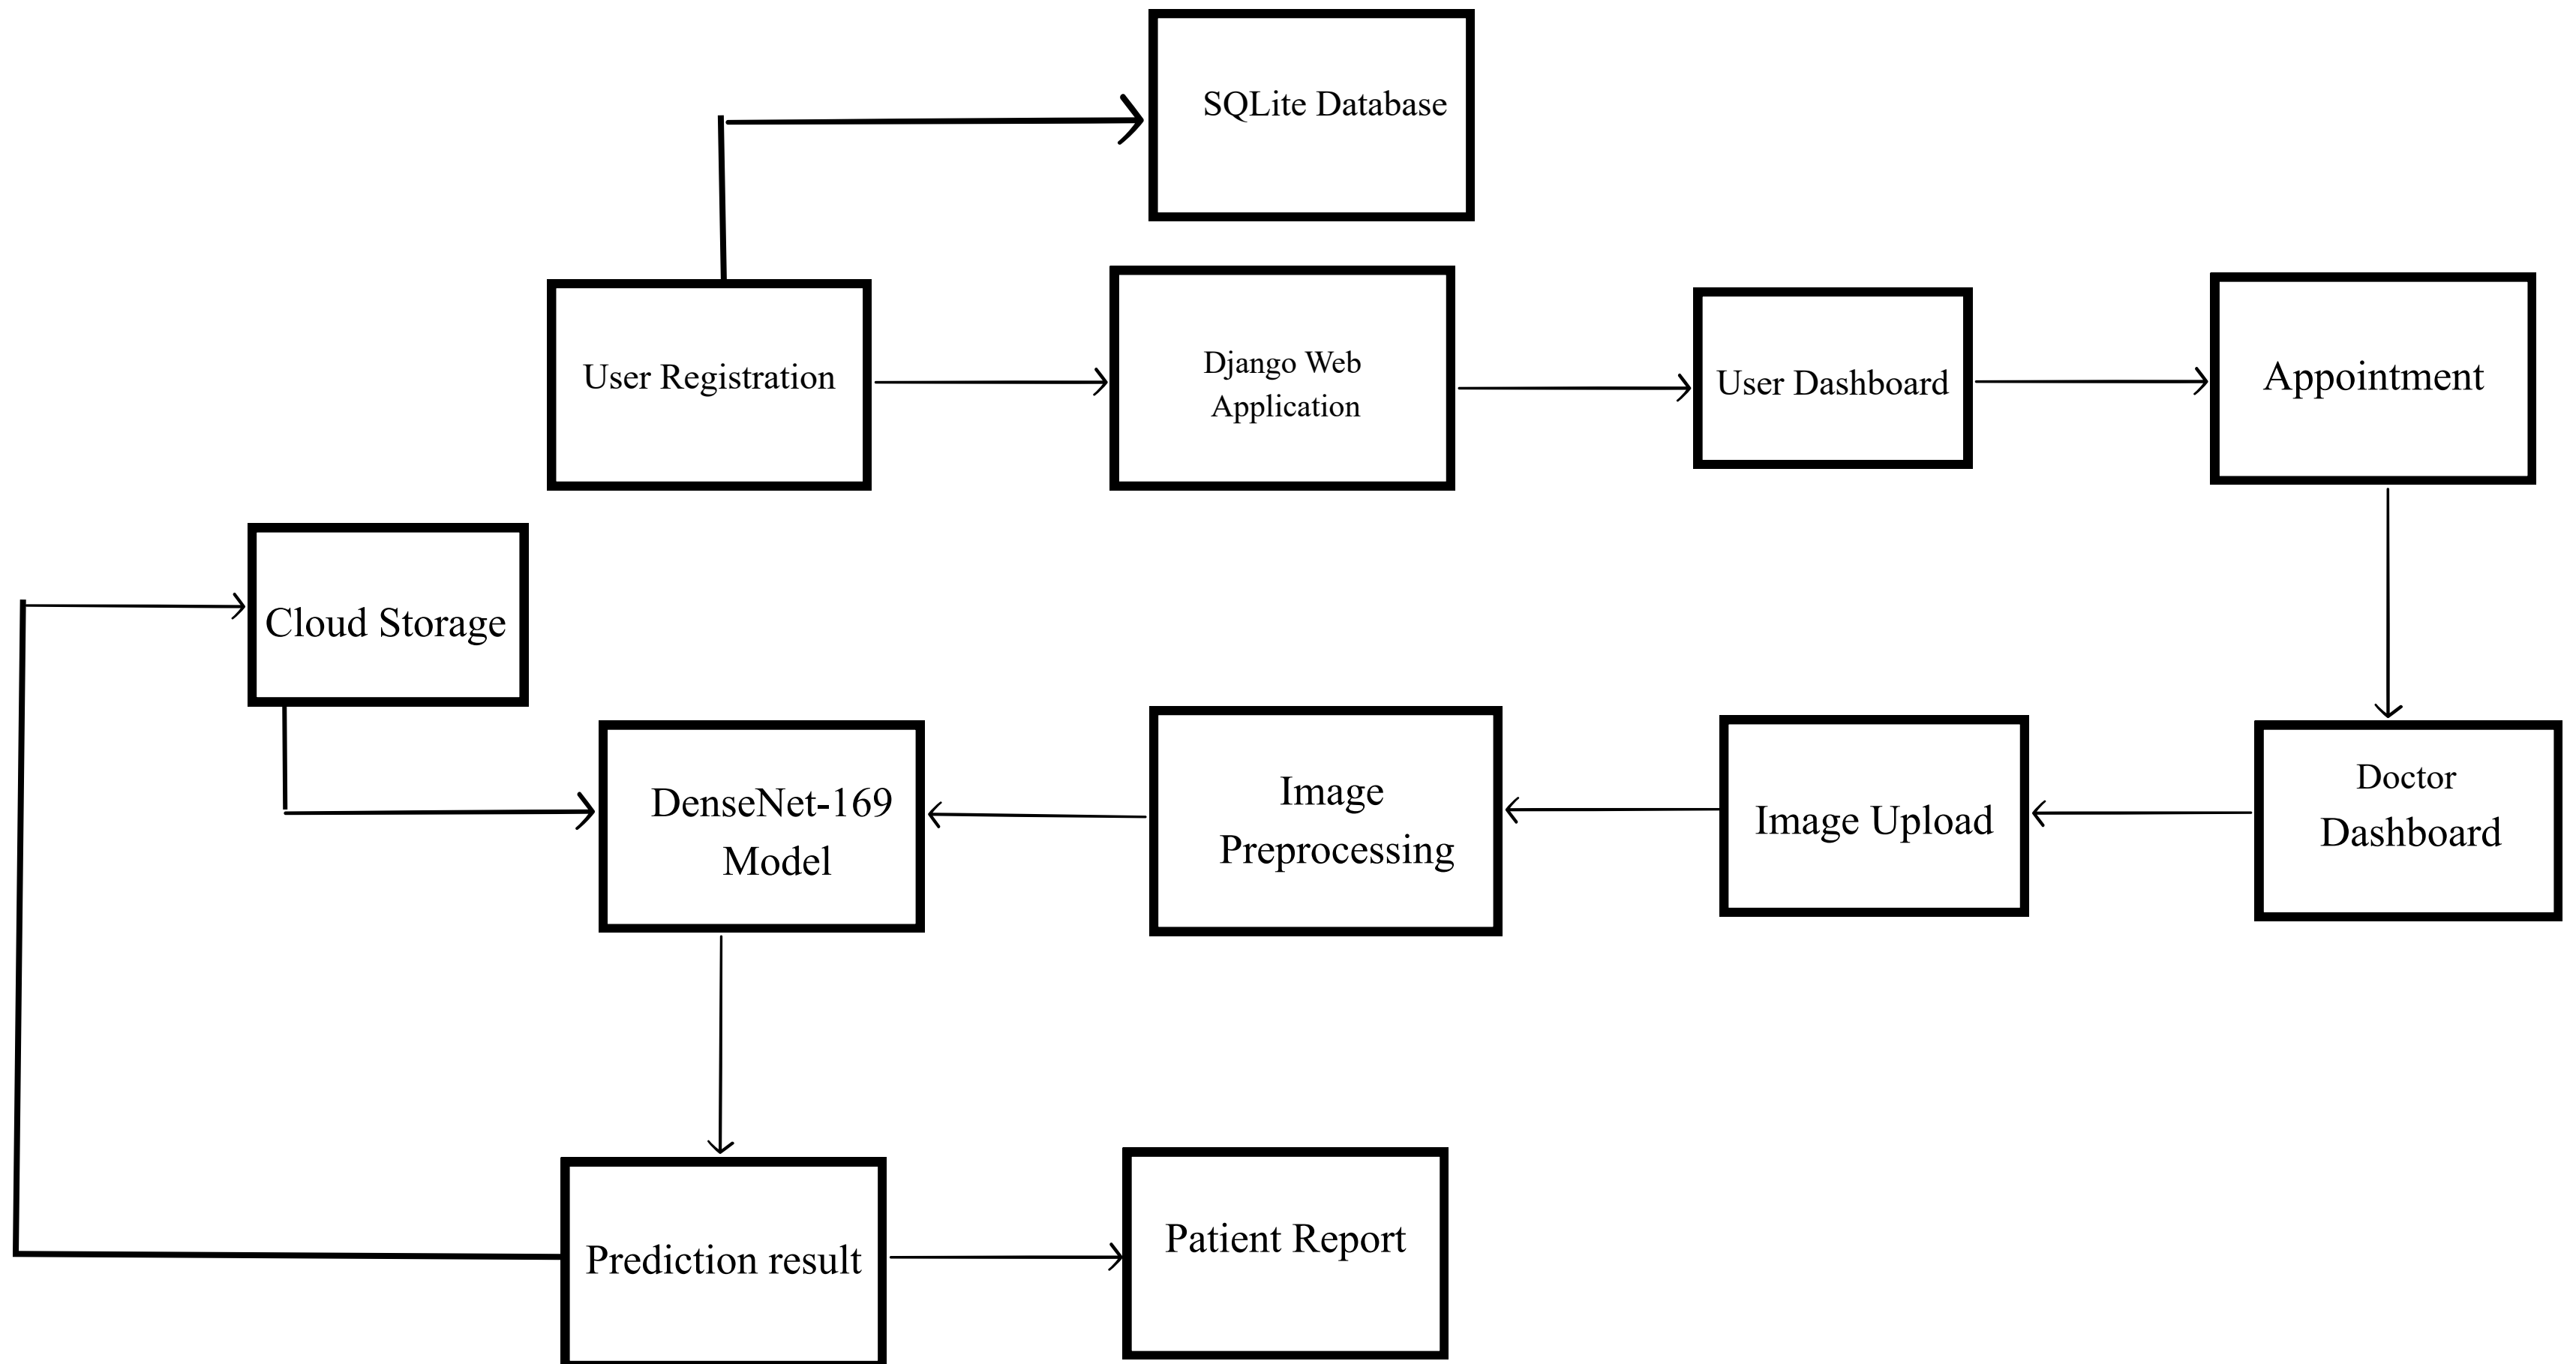 SQLite Database
User Registration
Django Web
Application
User Dashboard
Appointment
Cloud Storage
DenseNet-169
Model
Image
Preprocessing
Image Upload
Doctor
Dashboard
Prediction result
Patient Report